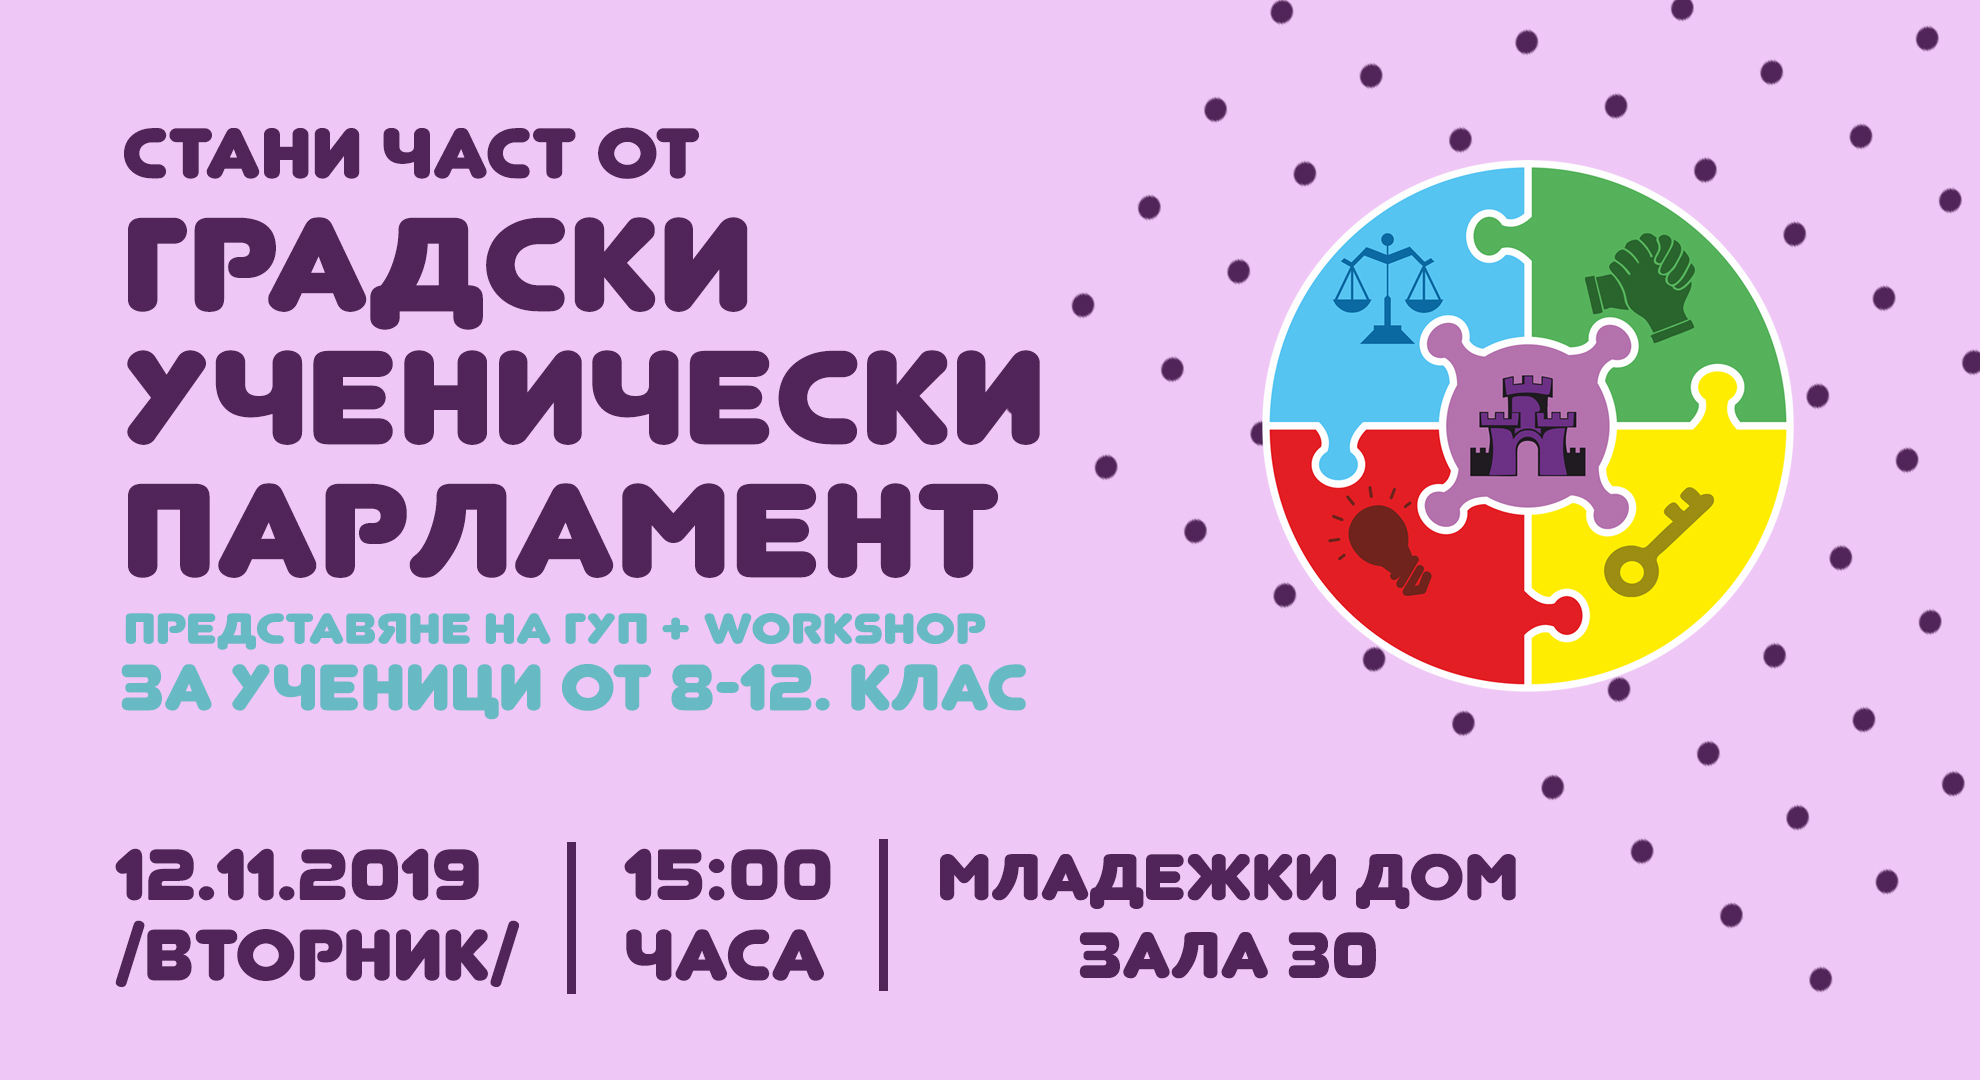 СТАНИ ЧАСТ ОТ
ГРАДСКИ
УЧЕНИЧЕСКИ
ПАРЛАМЕНТ
ПРЕДСТАВЯНЕ НА ГУП + WORKSHOP
ЗА УЧЕНИЦИ ОТ 8-12. КЛАС
12.11.2019
/ВТОРНИК/
15:00
ЧАСА
МЛАДЕЖКИ ДОМ
ЗАЛА 30